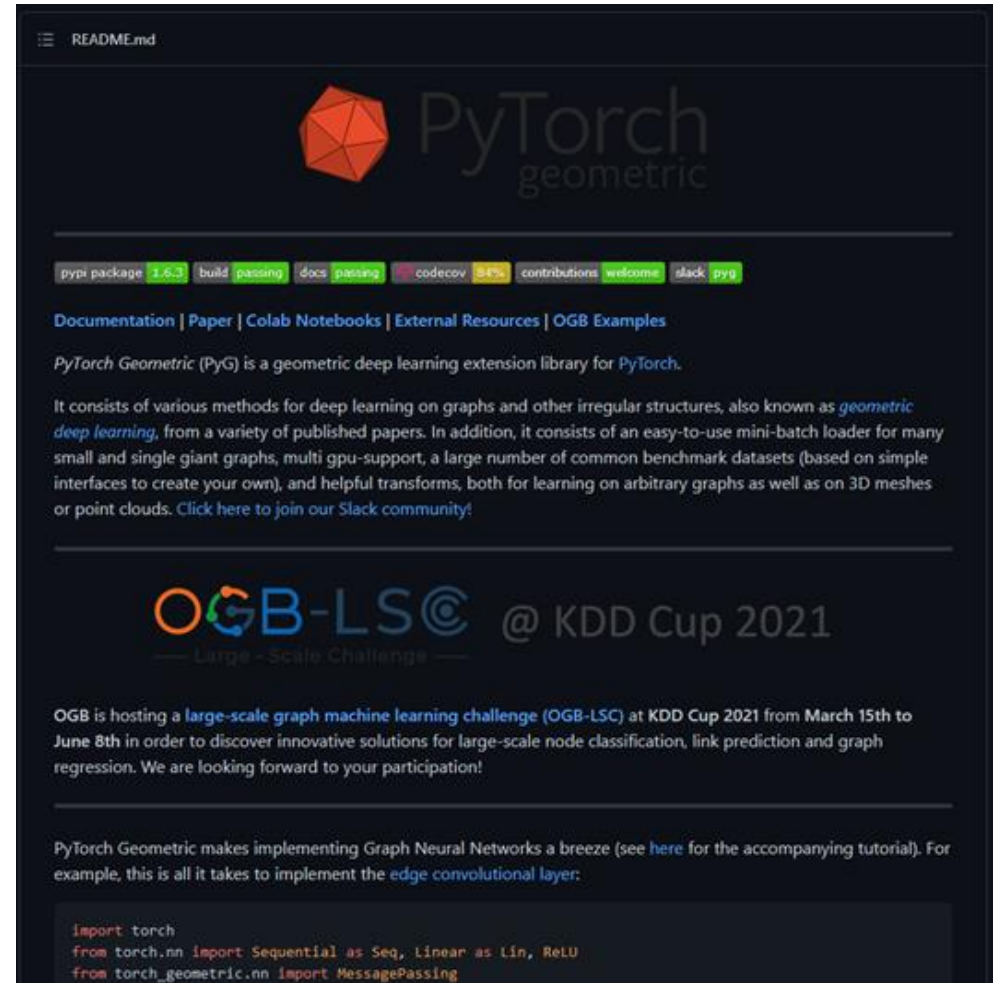 README.md
PyTorch
geometric
pypi package 1.6.3 build passing docs passing codecov 84% contributions welcome slack pyg
Documentation | Paper | Colab Notebooks | External Resources | OGB Examples
PyTorch Geometric (PyG) is a geometric deep learning extension library for PyTorch.
It consists of various methods for deep learning on graphs and other irregular structures, also known as geometric
deep learning, from a variety of published papers. In addition, it consists of an easy-to-use mini-batch loader for many
small and single giant graphs, multi gpu-support, a large number of common benchmark datasets (based on simple
interfaces to create your own), and helpful transforms, both for learning on arbitrary graphs as well as on 3D meshes
or point clouds. Click here to join our Slack community!
OGB-LSC @ KDD Cup 2021
Large-Scale Challenge
OGB is hosting a large-scale graph machine learning challenge (OGB-LSC) at KDD Cup 2021 from March 15th to
June 8th in order to discover innovative solutions for large-scale node classification, link prediction and graph
regression. We are looking forward to your participation!
PyTorch Geometric makes implementing Graph Neural Networks a breeze (see here for the accompanying tutorial). For
example, this is all it takes to implement the edge convolutional layer:
import torch
from torch.nn import Sequential as Seq, Linear as Lin, ReLU
from torch_geometric.nn import MessagePassing